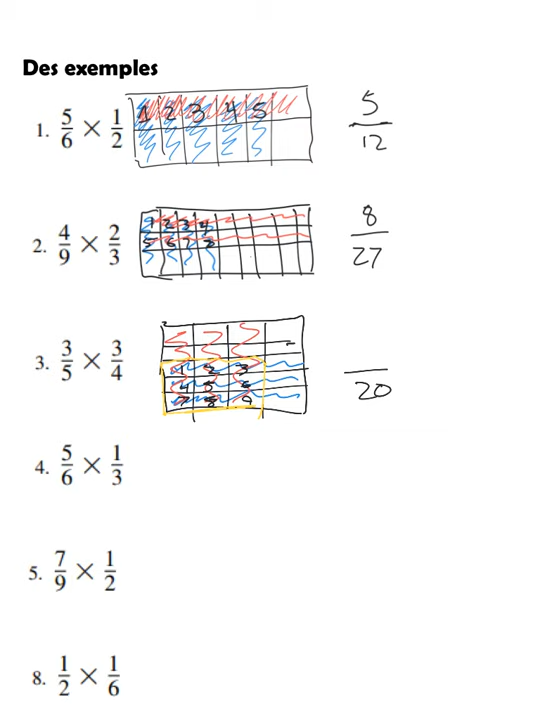 Des exemples
1. 5/6 × 1/2 1 2 3 4 5 5/12
2. 4/9 × 2/3 1 2 3 4 8/27
5 6 7 8
3. 3/5 × 3/4 1 2 3 /20
4 5 6
7 8 9
4. 5/6 × 1/3
5. 7/9 × 1/2
8. 1/2 × 1/6